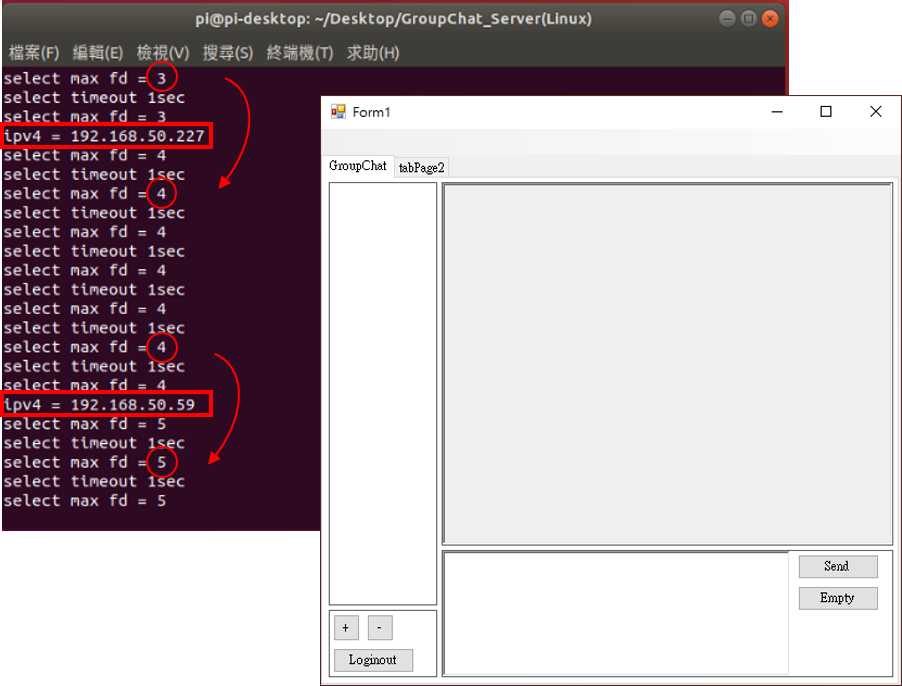 pi@pi-desktop: ~/Desktop/GroupChat_Server(Linux)
檔案(F) 編輯(E) 檢視(V) 搜尋(S) 終端機(T) 求助(H)
select max fd = 3
select timeout 1sec
select max fd = 3
ipv4 = 192.168.50.227
select max fd = 4
select timeout 1sec
select max fd = 4
select timeout 1sec
select max fd = 4
select timeout 1sec
select max fd = 4
select timeout 1sec
select max fd = 4
select timeout 1sec
select max fd = 4
select timeout 1sec
select max fd = 4
ipv4 = 192.168.50.59
select max fd = 5
select timeout 1sec
select max fd = 5
select timeout 1sec
select max fd = 5
Form1
GroupChat tabPage2
Send
Empty
+ -
Loginout